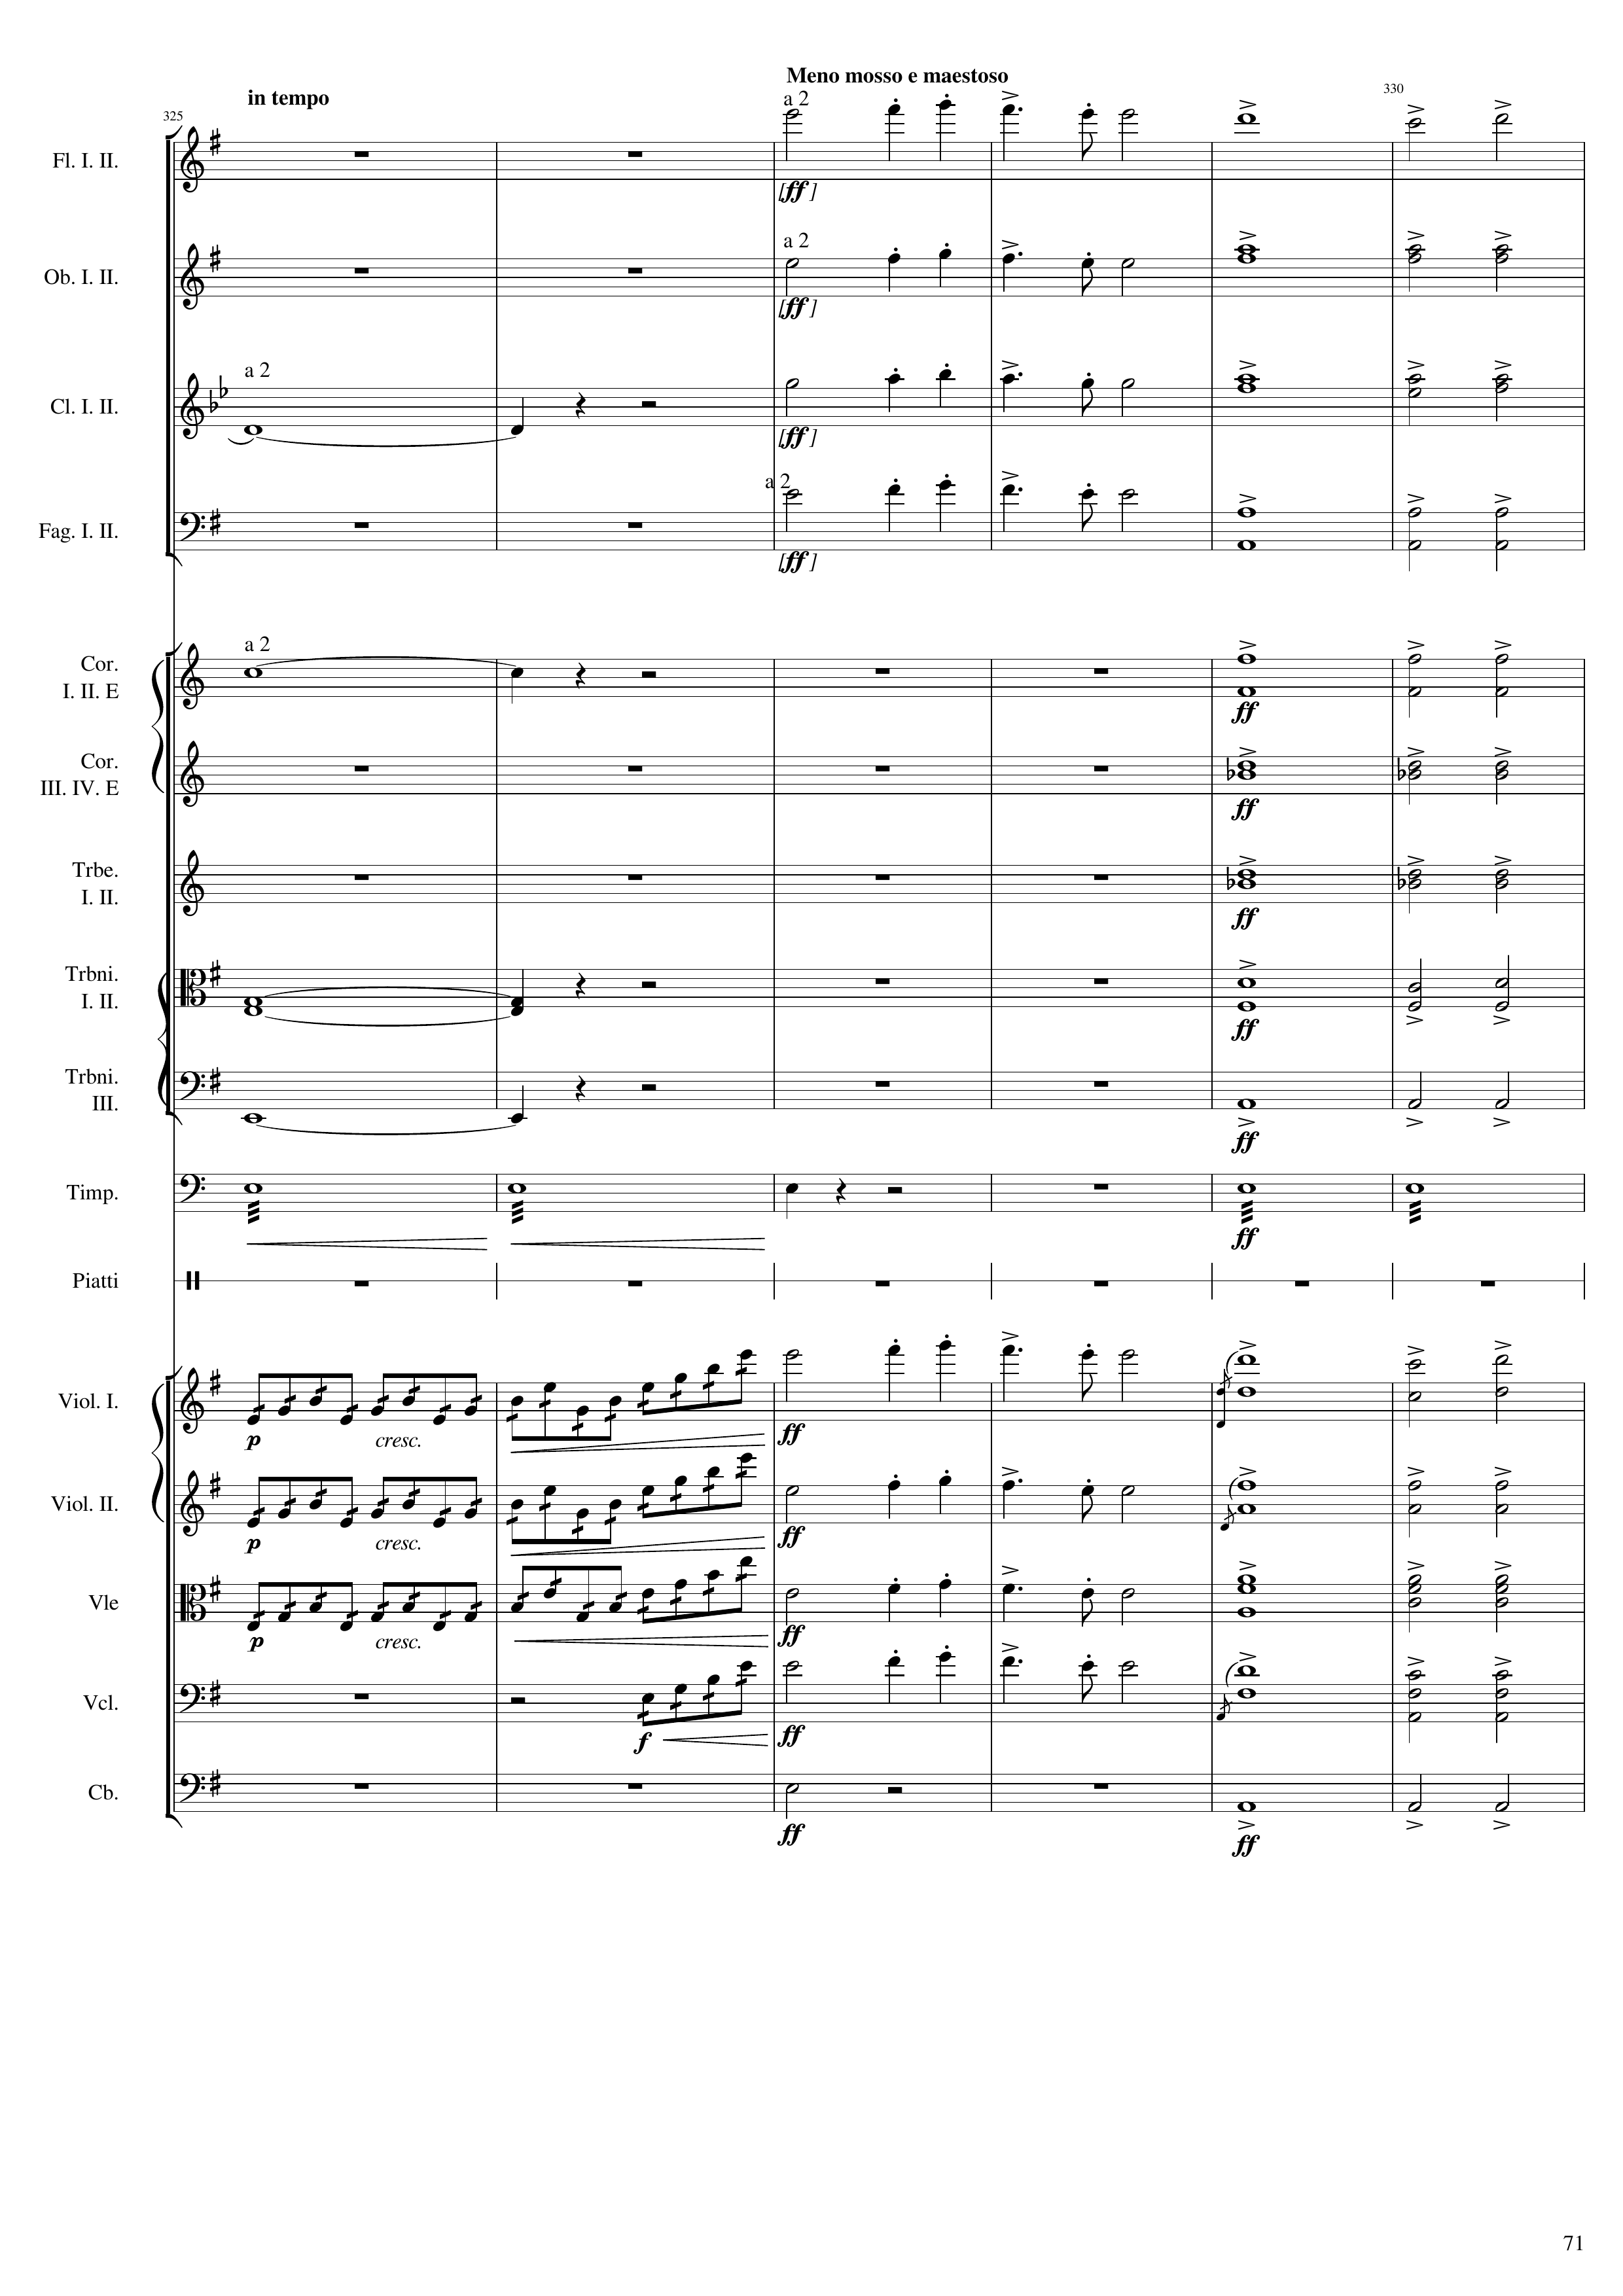 Meno mosso e maestoso
in tempo
325
330
Fl. I. II.
a 2
[ff ]
Ob. I. II.
a 2
[ff ]
Cl. I. II.
a 2
[ff ]
Fag. I. II.
a 2
[ff ]
Cor.
I. II. E
a 2
ff
Cor.
III. IV. E
ff
Trbe.
I. II.
ff
Trbni.
I. II.
ff
Trbni.
III.
ff
Timp.
ff
Piatti
Viol. I.
p cresc. ff
Viol. II.
p cresc. ff
Vle
p cresc. ff
Vcl.
f ff
Cb.
ff ff
71